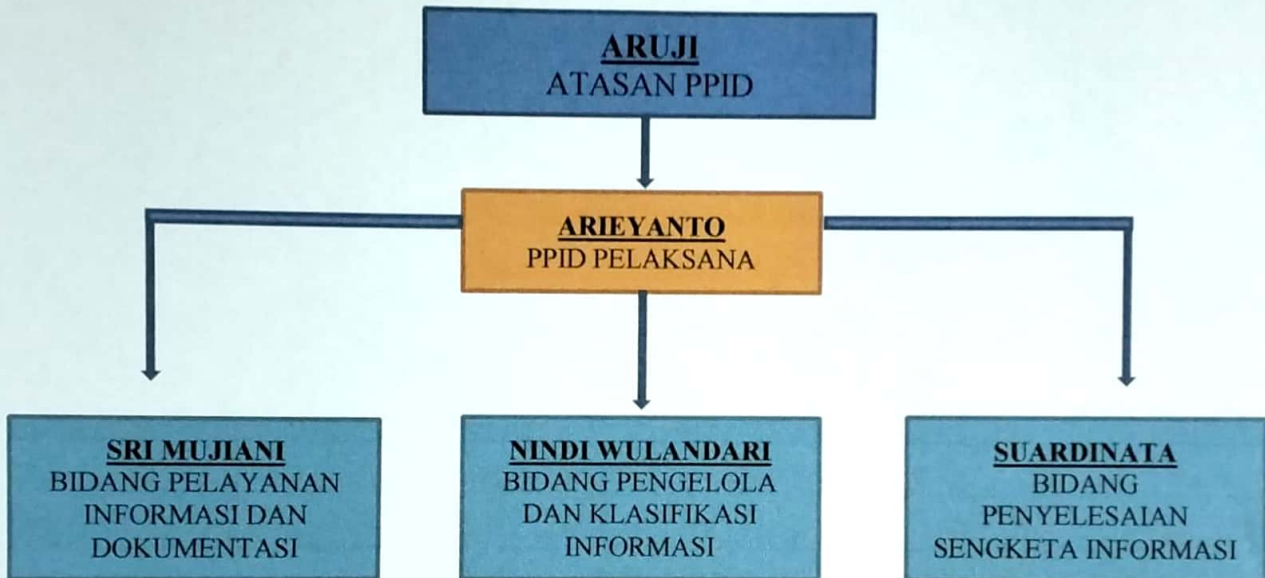 ARUJI
ATASAN PPID
ARIEYANTO
PPID PELAKSANA
SRI MUJIANI
BIDANG PELAYANAN
INFORMASI DAN
DOKUMENTASI
NINDI WULANDARI
BIDANG PENGELOLA
DAN KLASIFIKASI
INFORMASI
SUARDINATA
BIDANG
PENYELESAIAN
SENGKETA INFORMASI